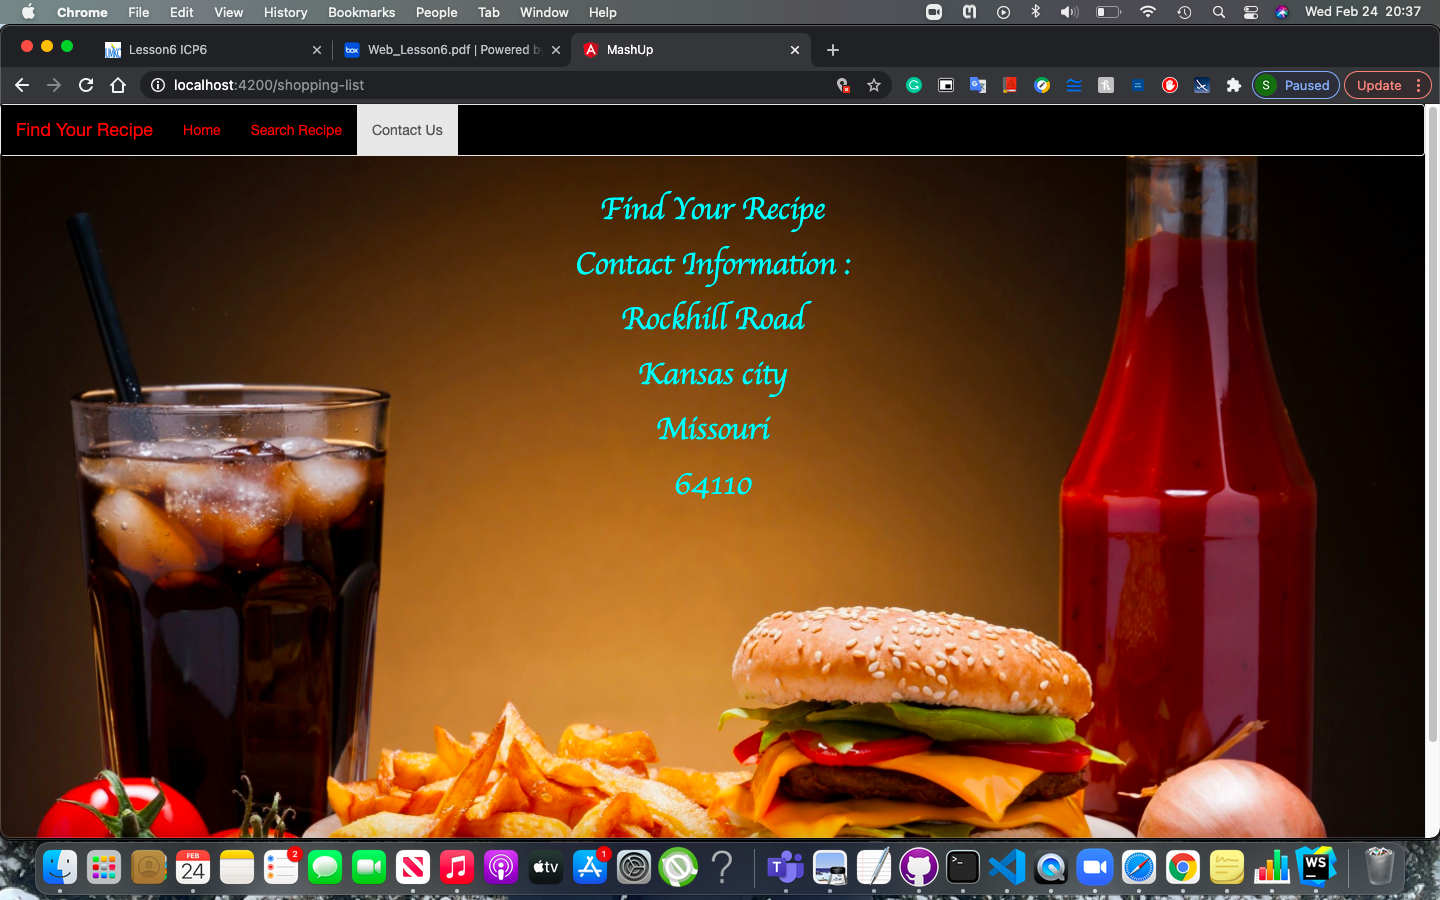 Chrome File Edit View History Bookmarks People Tab Window Help Wed Feb 24 20:37
Lesson6 ICP6 Web_Lesson6.pdf | Powered b MashUp
localhost:4200/shopping-list S Paused Update
Find Your Recipe Home Search Recipe Contact Us
Find Your Recipe
Contact Information :
Rockhill Road
Kansas city
Missouri
64110
FEB
24
2
tv
1
WS